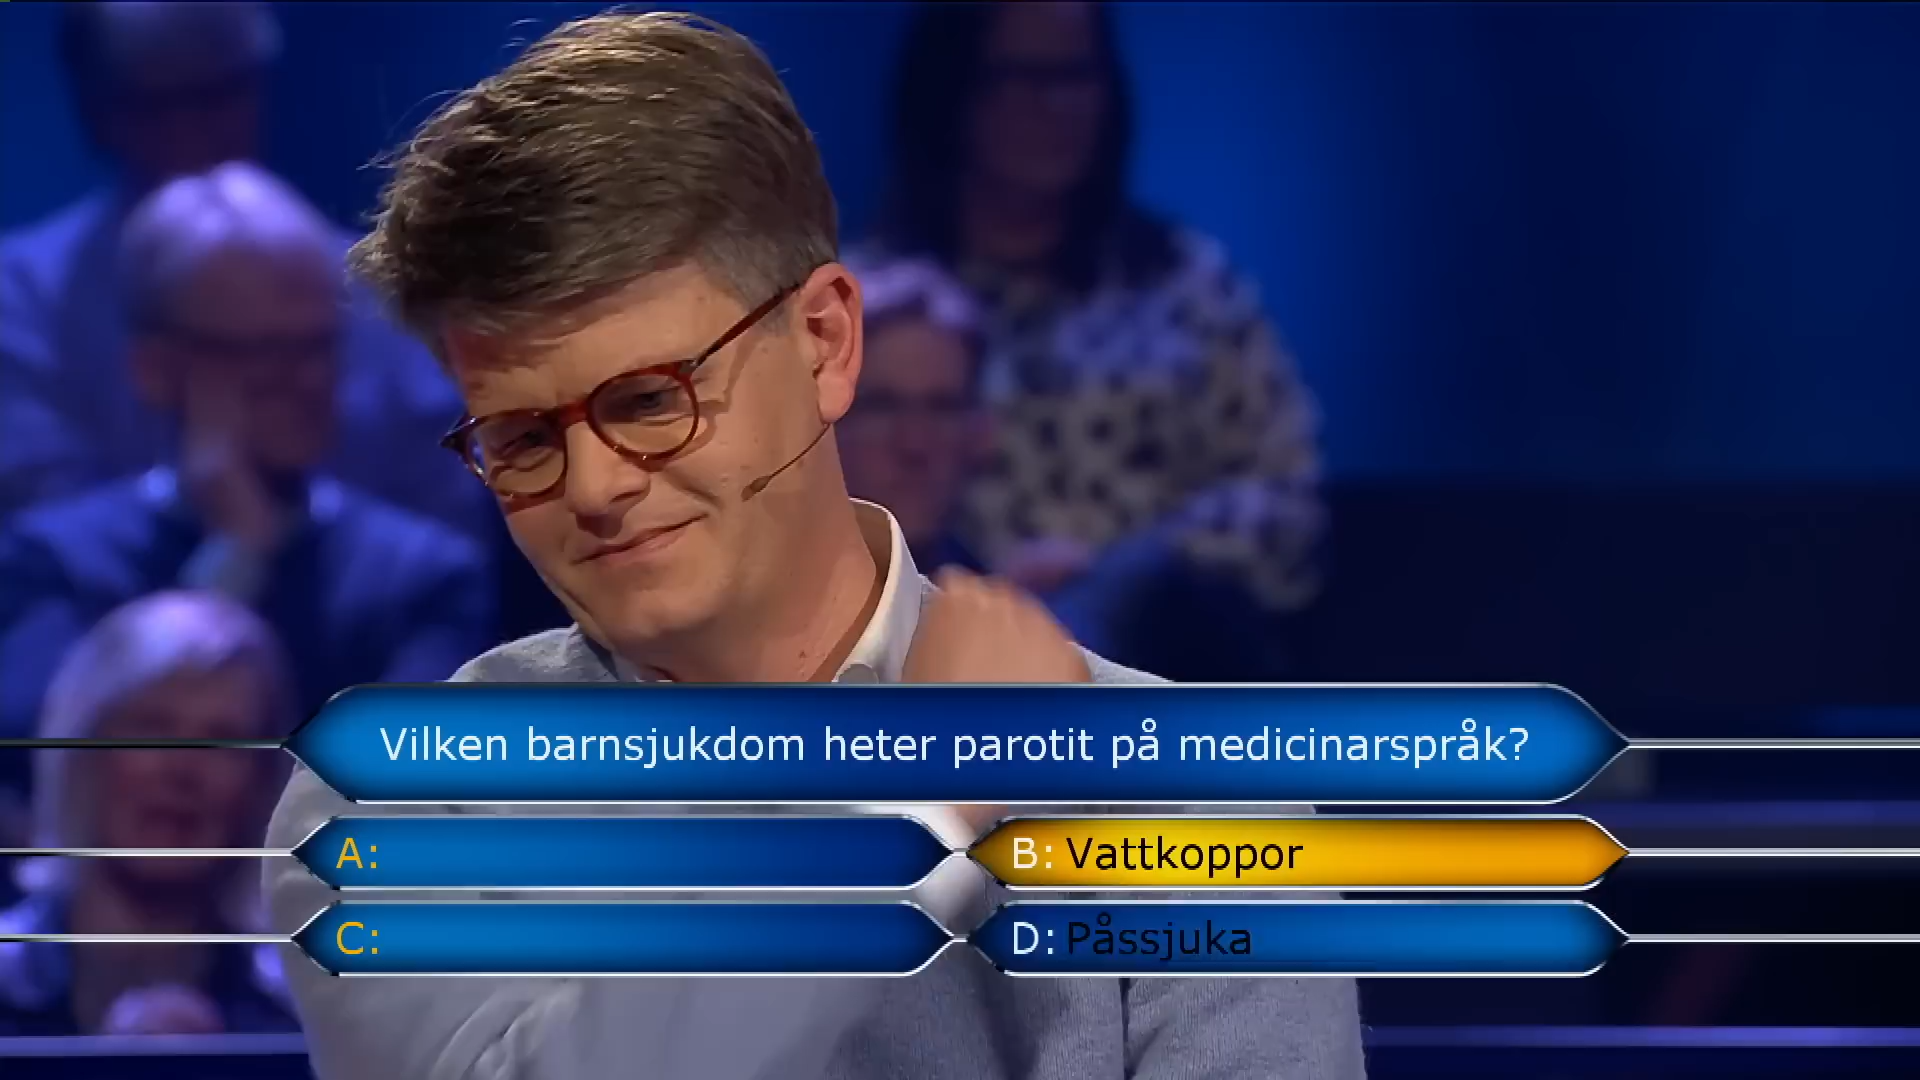 Vilken barnsjukdom heter parotit på medicinarspråk?
A:
B: Vattkoppor
C:
D: Påssjuka